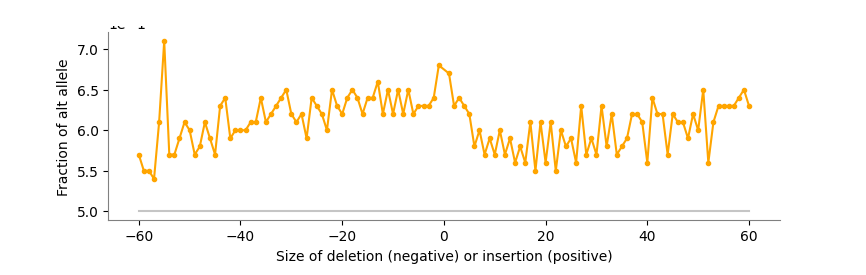 7.0
6.5
6.0
5.5
5.0
Fraction of alt allele
−60 −40 −20 0 20 40 60
Size of deletion (negative) or insertion (positive)